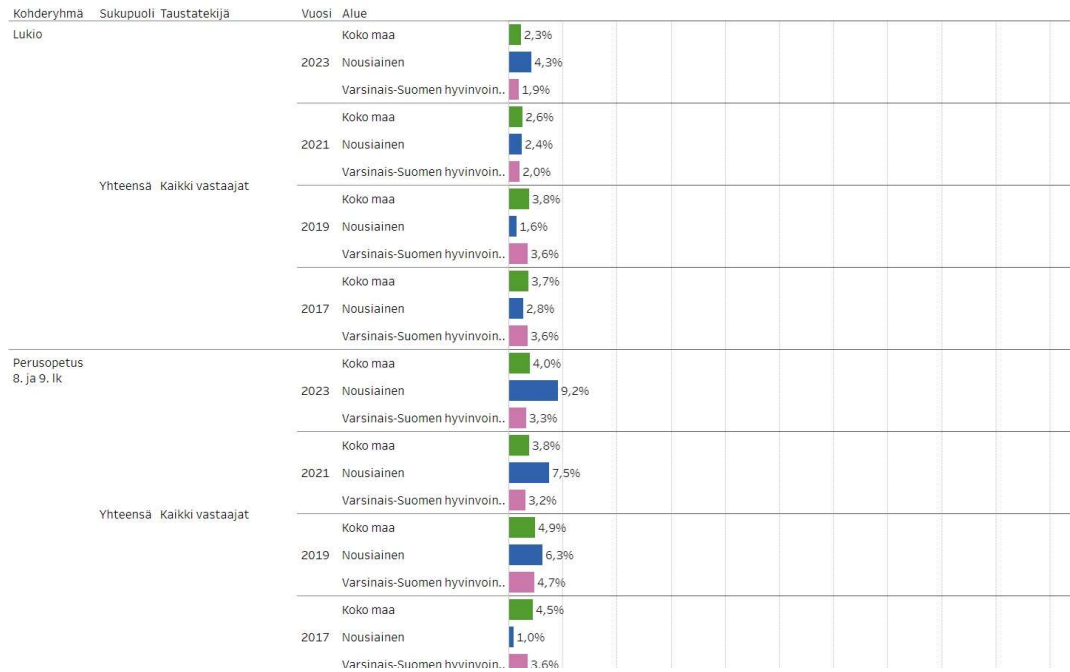 Kohderyhmä Sukupuoli Taustatekijä Vuosi Alue
Lukio
Yhteensä Kaikki vastaajat
2023
Koko maa 2,3%
Nousiainen 4,3%
Varsinais-Suomen hyvinvoin.. 1,9%
2021
Koko maa 2,6%
Nousiainen 2,4%
Varsinais-Suomen hyvinvoin.. 2,0%
2019
Koko maa 3,8%
Nousiainen 1,6%
Varsinais-Suomen hyvinvoin.. 3,6%
2017
Koko maa 3,7%
Nousiainen 2,8%
Varsinais-Suomen hyvinvoin.. 3,6%
Perusopetus
8. ja 9. lk
Yhteensä Kaikki vastaajat
2023
Koko maa 4,0%
Nousiainen 9,2%
Varsinais-Suomen hyvinvoin.. 3,3%
2021
Koko maa 3,8%
Nousiainen 7,5%
Varsinais-Suomen hyvinvoin.. 3,2%
2019
Koko maa 4,9%
Nousiainen 6,3%
Varsinais-Suomen hyvinvoin.. 4,7%
2017
Koko maa 4,5%
Nousiainen 1,0%
Varsinais-Suomen hyvinvoin.. 3,6%